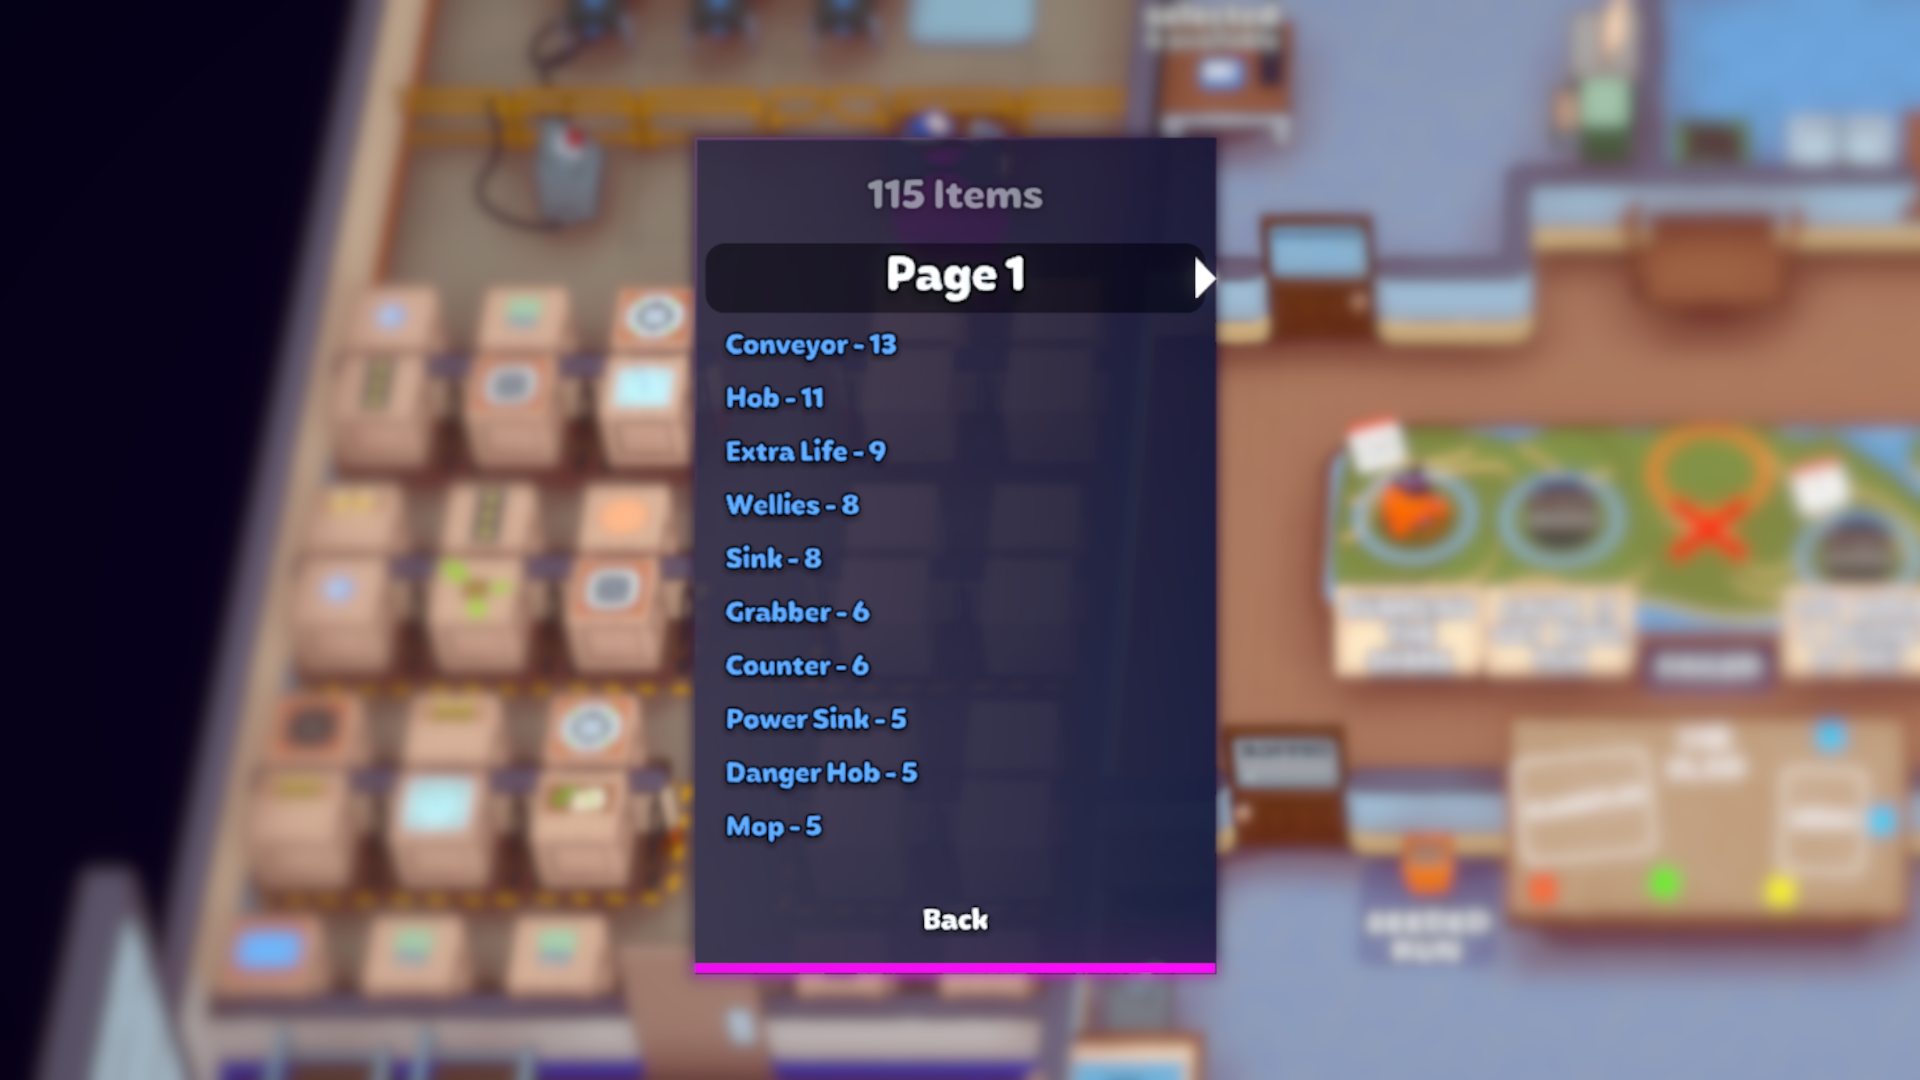 115 Items
Page 1
Conveyor - 13
Hob - 11
Extra Life - 9
Wellies - 8
Sink - 8
Grabber - 6
Counter - 6
Power Sink - 5
Danger Hob - 5
Mop - 5
Back